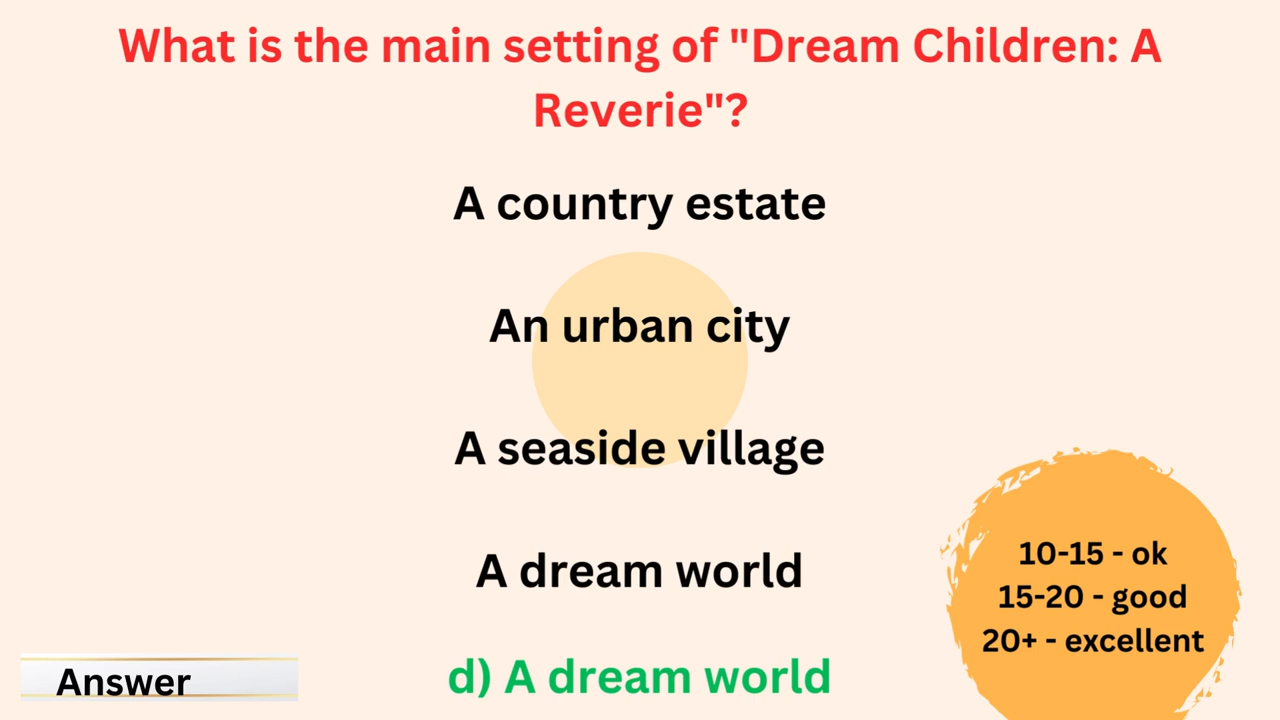 What is the main setting of "Dream Children: A
Reverie"?
A country estate
An urban city
A seaside village
A dream world
10-15 - ok
15-20 - good
20+ - excellent
Answer
d) A dream world